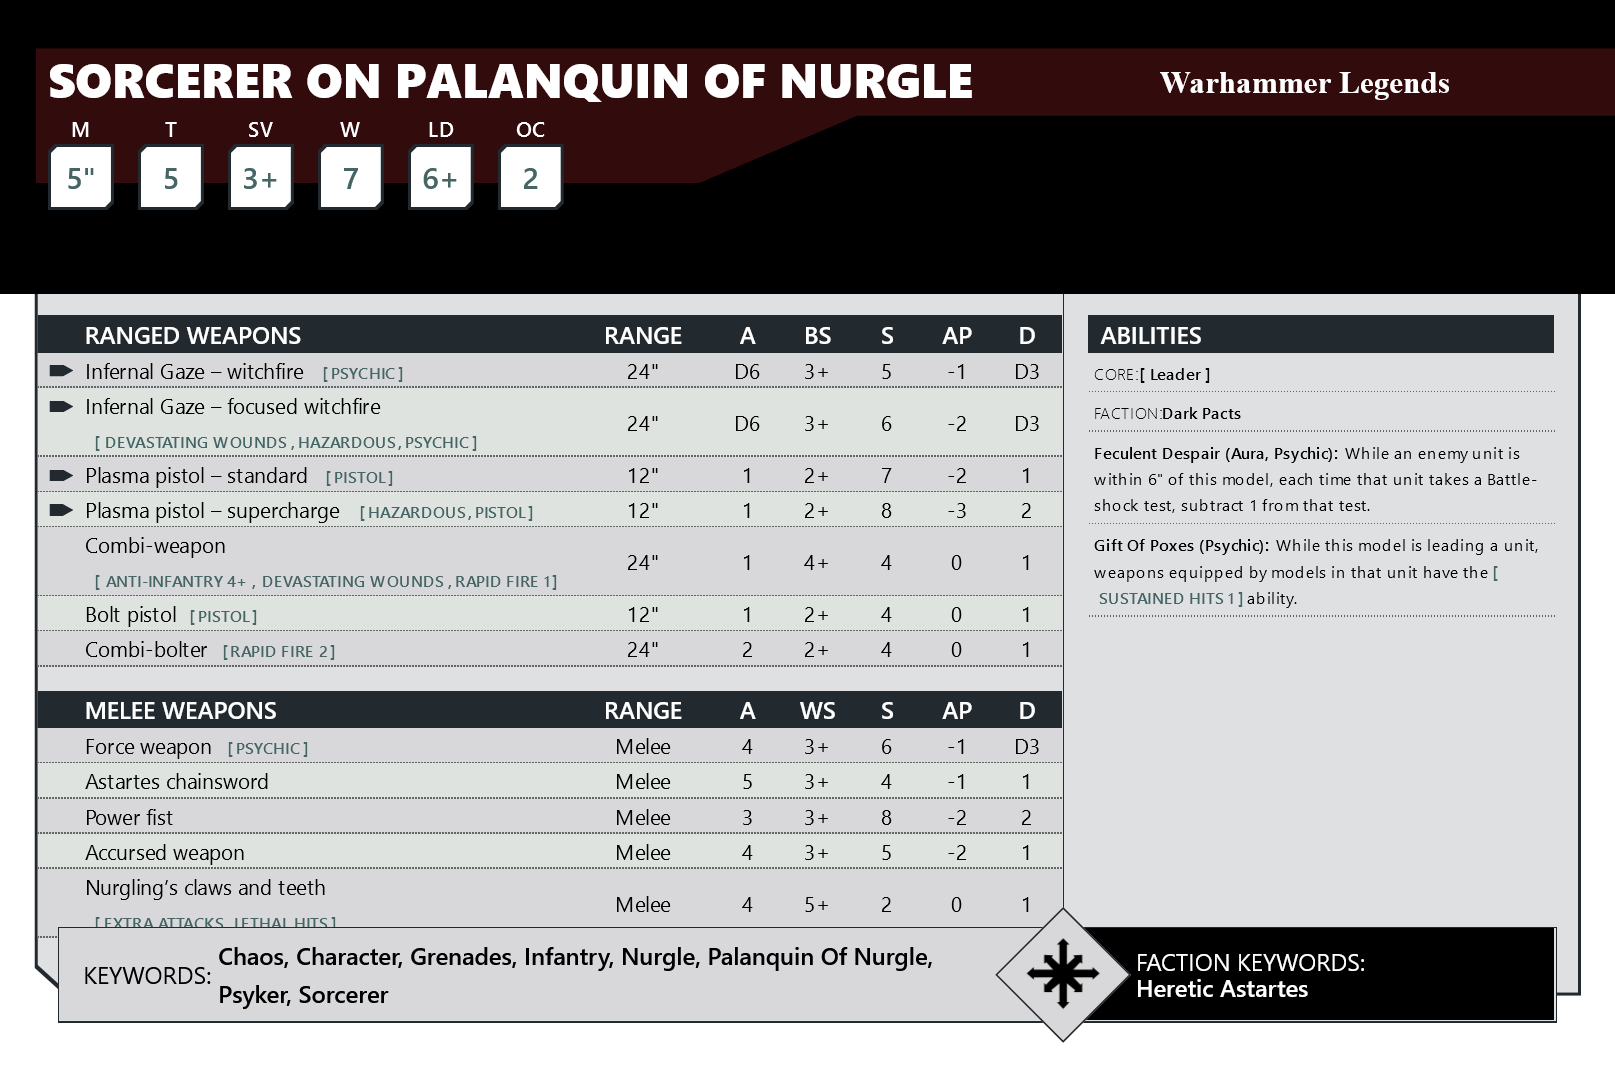 SORCERER ON PALANQUIN OF NURGLE
Warhammer Legends
M T SV W LD OC
5" 5 3+ 7 6+ 2
RANGED WEAPONS RANGE A BS S AP D
Infernal Gaze – witchfire [PSYCHIC] 24" D6 3+ 5 -1 D3
Infernal Gaze – focused witchfire
[ DEVASTATING WOUNDS, HAZARDOUS, PSYCHIC] 24" D6 3+ 6 -2 D3
Plasma pistol – standard [PISTOL] 12" 1 2+ 7 -2 1
Plasma pistol – supercharge [HAZARDOUS, PISTOL] 12" 1 2+ 8 -3 2
Combi-weapon
[ ANTI-INFANTRY 4+ , DEVASTATING WOUNDS, RAPID FIRE 1] 24" 1 4+ 4 0 1
Bolt pistol [PISTOL] 12" 1 2+ 4 0 1
Combi-bolter [RAPID FIRE 2] 24" 2 2+ 4 0 1
MELEE WEAPONS RANGE A WS S AP D
Force weapon [PSYCHIC] Melee 4 3+ 6 -1 D3
Astartes chainsword Melee 5 3+ 4 -1 1
Power fist Melee 3 3+ 8 -2 2
Accursed weapon Melee 4 3+ 5 -2 1
Nurgling's claws and teeth
[ EXTRA ATTACKS, LETHAL HITS] Melee 4 5+ 2 0 1
ABILITIES
CORE:[ Leader ]
FACTION:Dark Pacts
Feculent Despair (Aura, Psychic): While an enemy unit is
within 6" of this model, each time that unit takes a Battle-
shock test, subtract 1 from that test.
Gift Of Poxes (Psychic): While this model is leading a unit,
weapons equipped by models in that unit have the [
SUSTAINED HITS 1] ability.
KEYWORDS: Chaos, Character, Grenades, Infantry, Nurgle, Palanquin Of Nurgle,
Psyker, Sorcerer
FACTION KEYWORDS:
Heretic Astartes